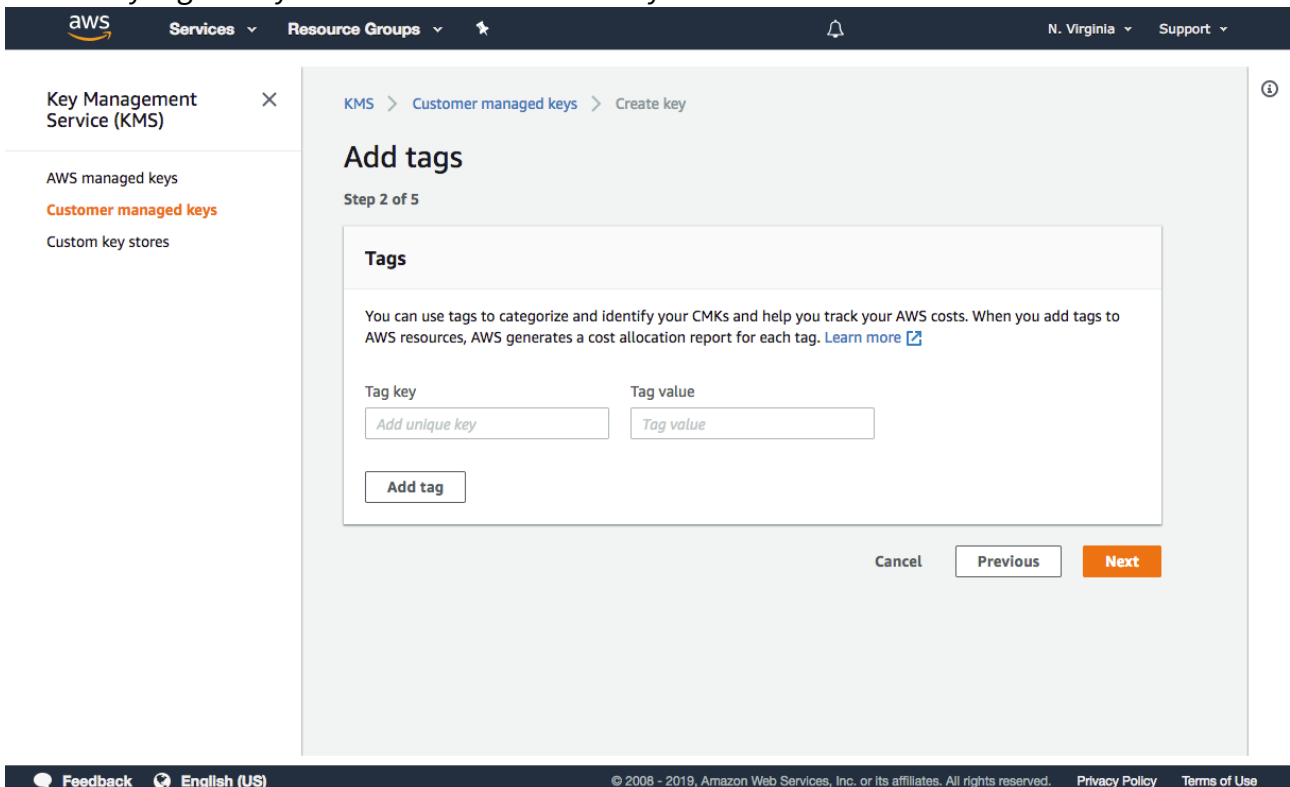 aws Services Resource Groups N. Virginia Support
Key Management
Service (KMS)
AWS managed keys
Customer managed keys
Custom key stores
KMS > Customer managed keys > Create key
Add tags
Step 2 of 5
Tags
You can use tags to categorize and identify your CMKs and help you track your AWS costs. When you add tags to
AWS resources, AWS generates a cost allocation report for each tag. Learn more
Tag key Tag value
Add unique key Tag value
Add tag
Cancel Previous Next
Feedback English (US) © 2008 - 2019, Amazon Web Services, Inc. or its affiliates. All rights reserved. Privacy Policy Terms of Use